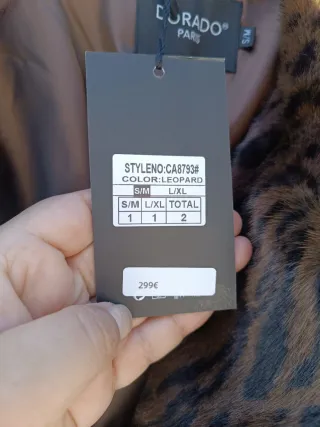 DORADO®
PARIS
S/M
STYLENO:CA8793#
COLOR:LEOPARD
S/M L/XL
S/M L/XL TOTAL
1 1 2
299€